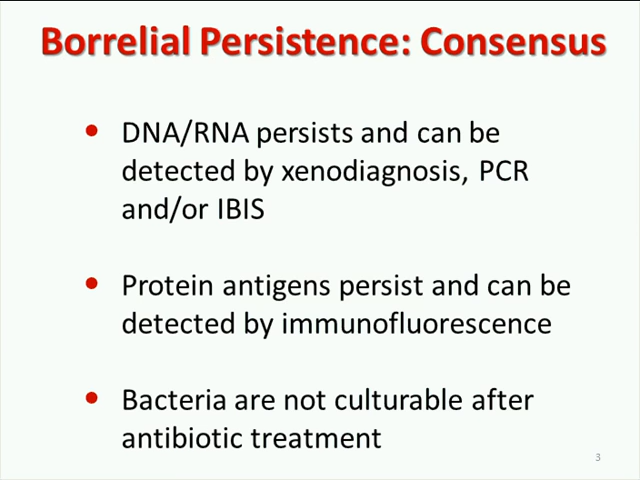 Borrelial Persistence: Consensus
• DNA/RNA persists and can be
detected by xenodiagnosis, PCR
and/or IBIS
• Protein antigens persist and can be
detected by immunofluorescence
• Bacteria are not culturable after
antibiotic treatment
3